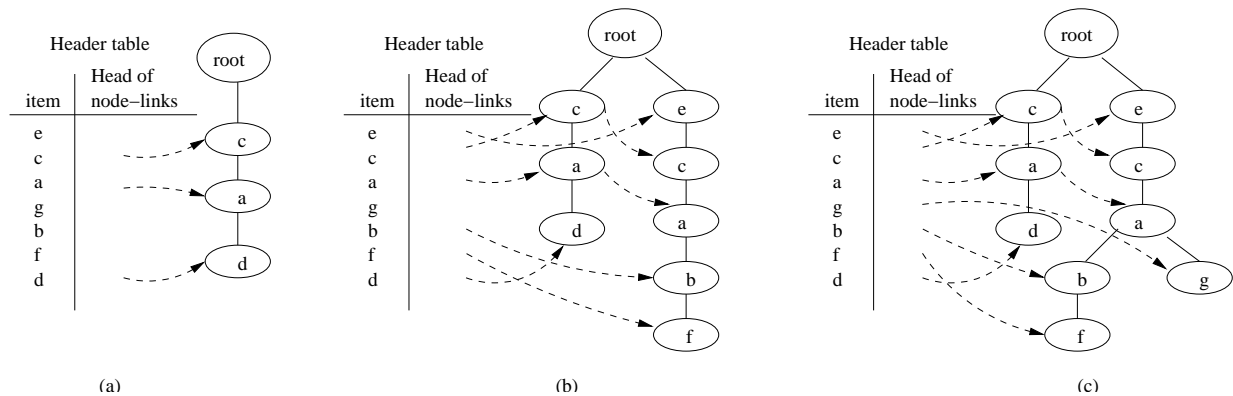 Header table
root
Head of
item
node−links
e
c
a
g
b
f
d
c
a
d
(a)
Header table
root
Head of
item
node−links
e
c
a
g
b
f
d
c
e
a
c
d
a
b
f
(b)
Header table
root
Head of
item
node−links
e
c
a
g
b
f
d
c
e
a
c
d
a
b
g
f
(c)